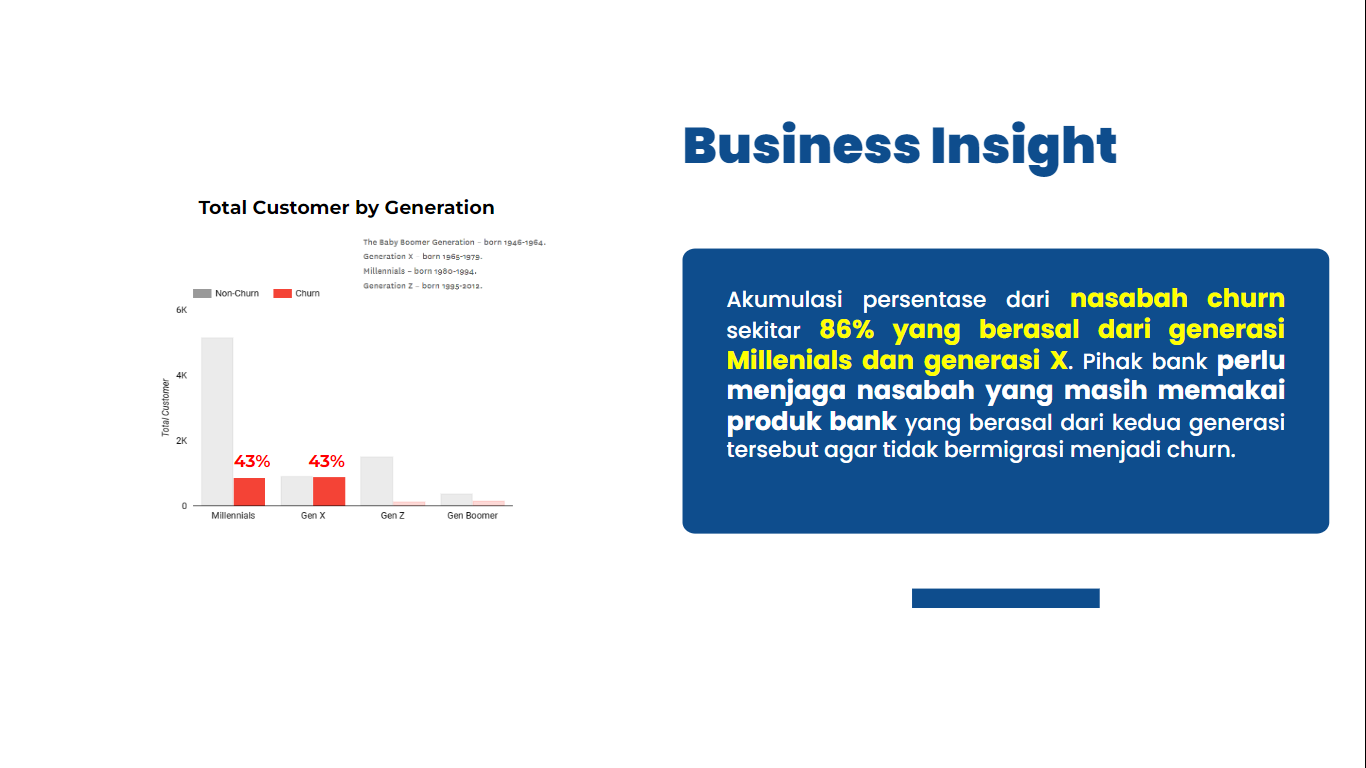 Business Insight
Total Customer by Generation
The Baby Boomer Generation – born 1946-1964.
Generation X – born 1965-1979.
Millennials – born 1980-1994.
Generation Z – born 1995-2012.
Non-Churn Churn
6K
4K
2K
0
Total Customer
43% 43%
Millennials Gen X Gen Z Gen Boomer
Akumulasi persentase dari nasabah churn
sekitar 86% yang berasal dari generasi
Millenials dan generasi X. Pihak bank perlu
menjaga nasabah yang masih memakai
produk bank yang berasal dari kedua generasi
tersebut agar tidak bermigrasi menjadi churn.